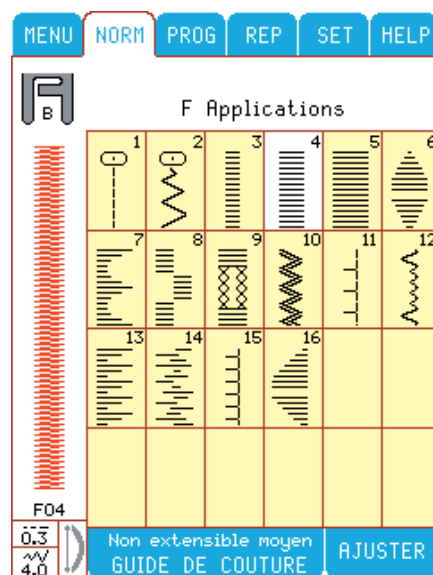 MENU NORM PROG REP SET HELP
B
F Applications
1 2 3 4 5 6
7 8 9 10 11 12
13 14 15 16
F04
0.3
4.0
Non extensible moyen
GUIDE DE COUTURE
AJUSTER